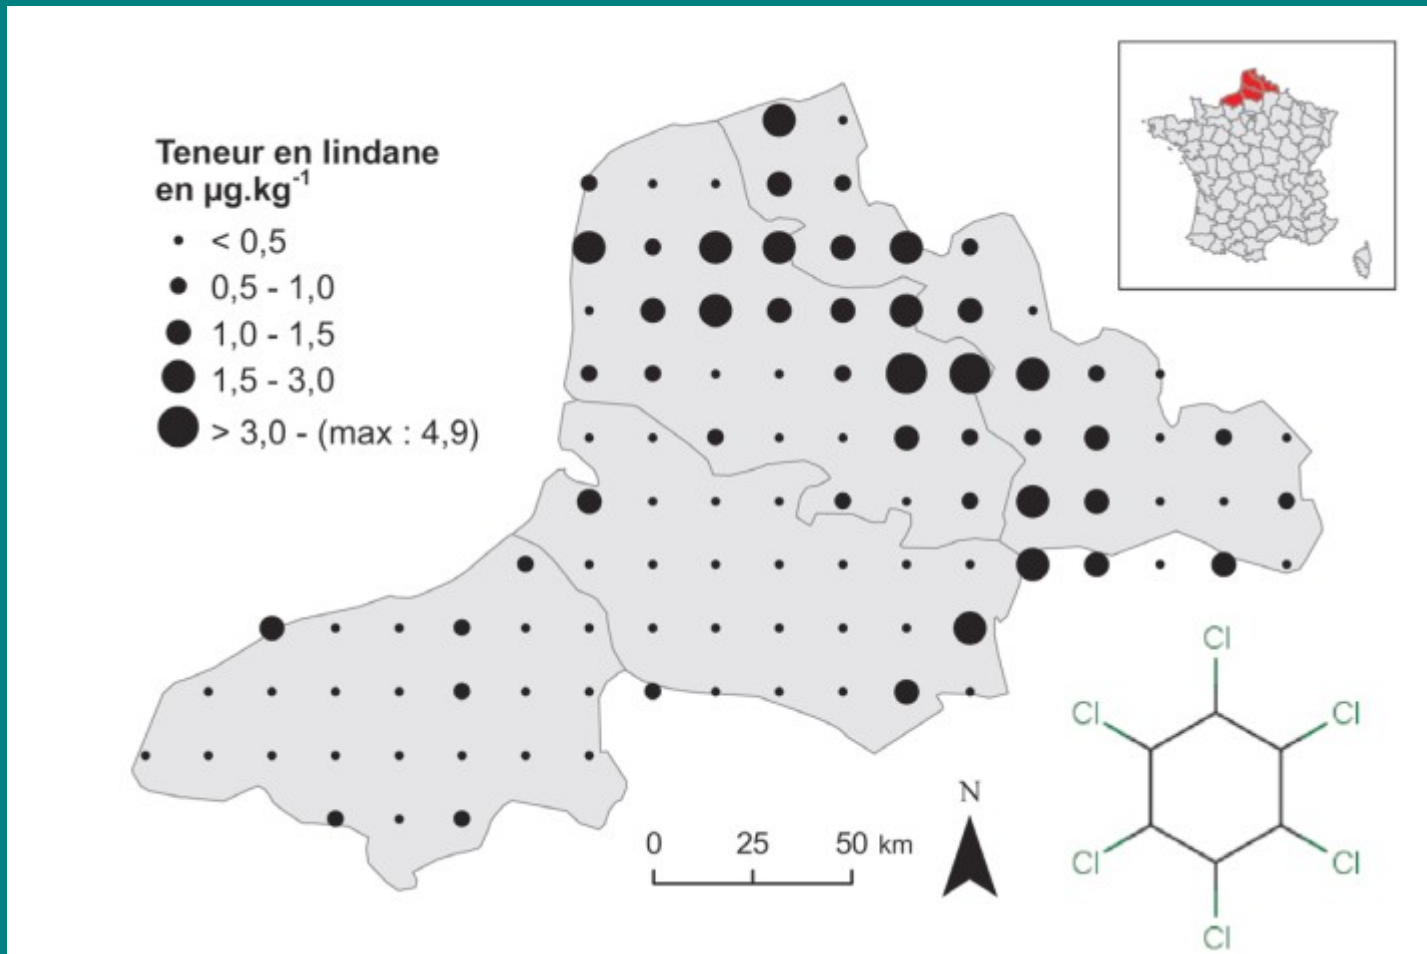 Teneur en lindane
en µg.kg-1
< 0,5
0,5 - 1,0
1,0 - 1,5
1,5 - 3,0
> 3,0 - (max : 4,9)
0 25 50 km
N
Cl
Cl Cl
Cl Cl
Cl